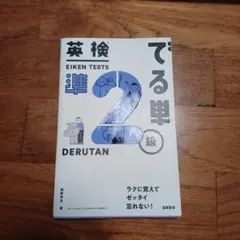 英検
EIKEN TESTS
準2級
でる単
DERUTAN
ラクに覚えて
ゼッタイ
忘れない!